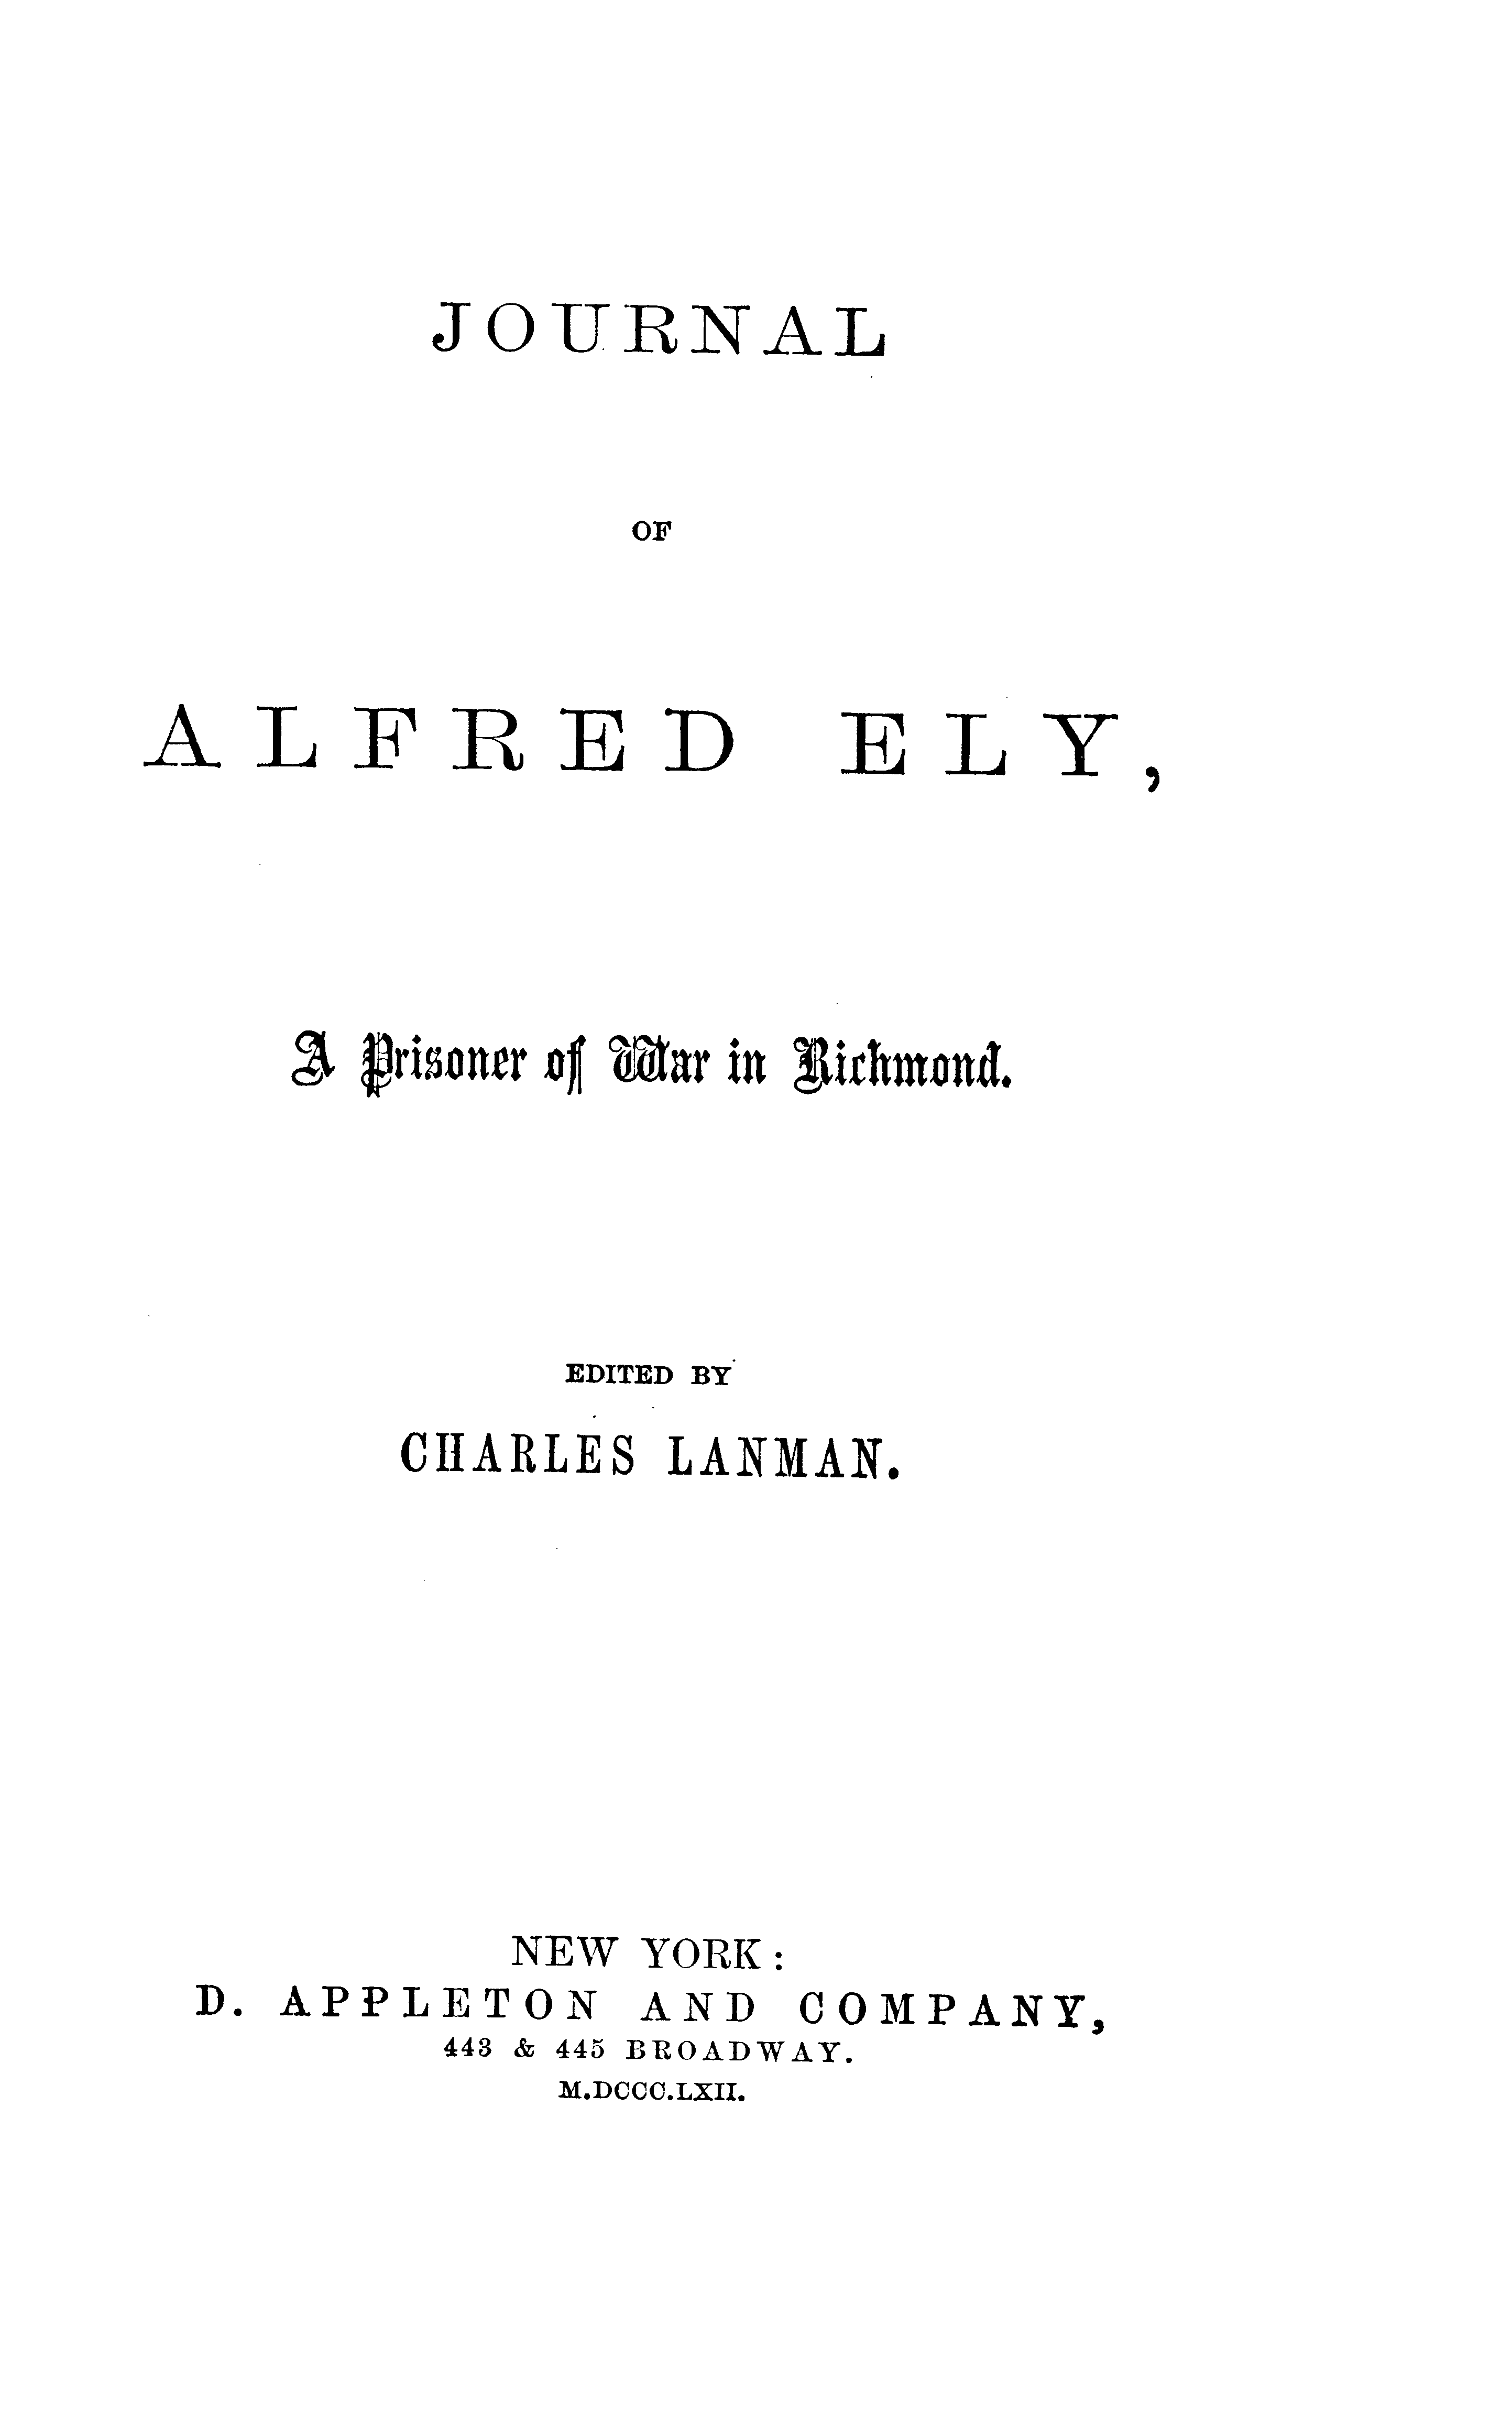 JOURNAL
OF
ALFRED ELY,
A Prisoner of War in Richmond.
EDITED BY
CHARLES LANMAN.
NEW YORK:
D. APPLETON AND COMPANY,
443 & 445 BROADWAY.
M.DCCC.LXII.